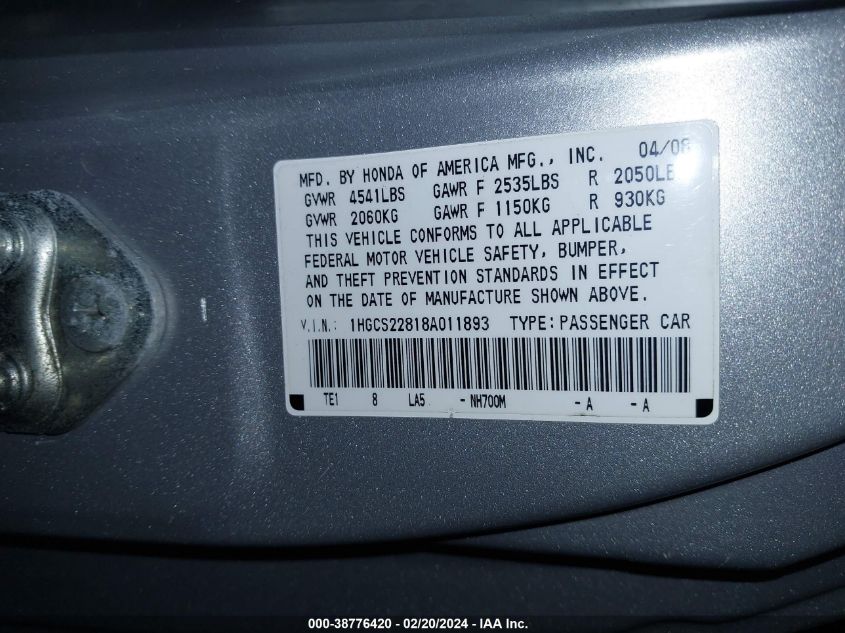 MFD. BY HONDA OF AMERICA MFG., INC. 04/08
GVWR 4541LBS GAWR F 2535LBS R 2050LB
GVWR 2060KG GAWR F 1150KG R 930KG
THIS VEHICLE CONFORMS TO ALL APPLICABLE
FEDERAL MOTOR VEHICLE SAFETY, BUMPER,
AND THEFT PREVENTION STANDARDS IN EFFECT
ON THE DATE OF MANUFACTURE SHOWN ABOVE.
V.I.N.: 1HGCS22818A011893 TYPE: PASSENGER CAR
TE1 8 LA5 - NH700M - A - A
000-38776420 - 02/20/2024 - IAA Inc.